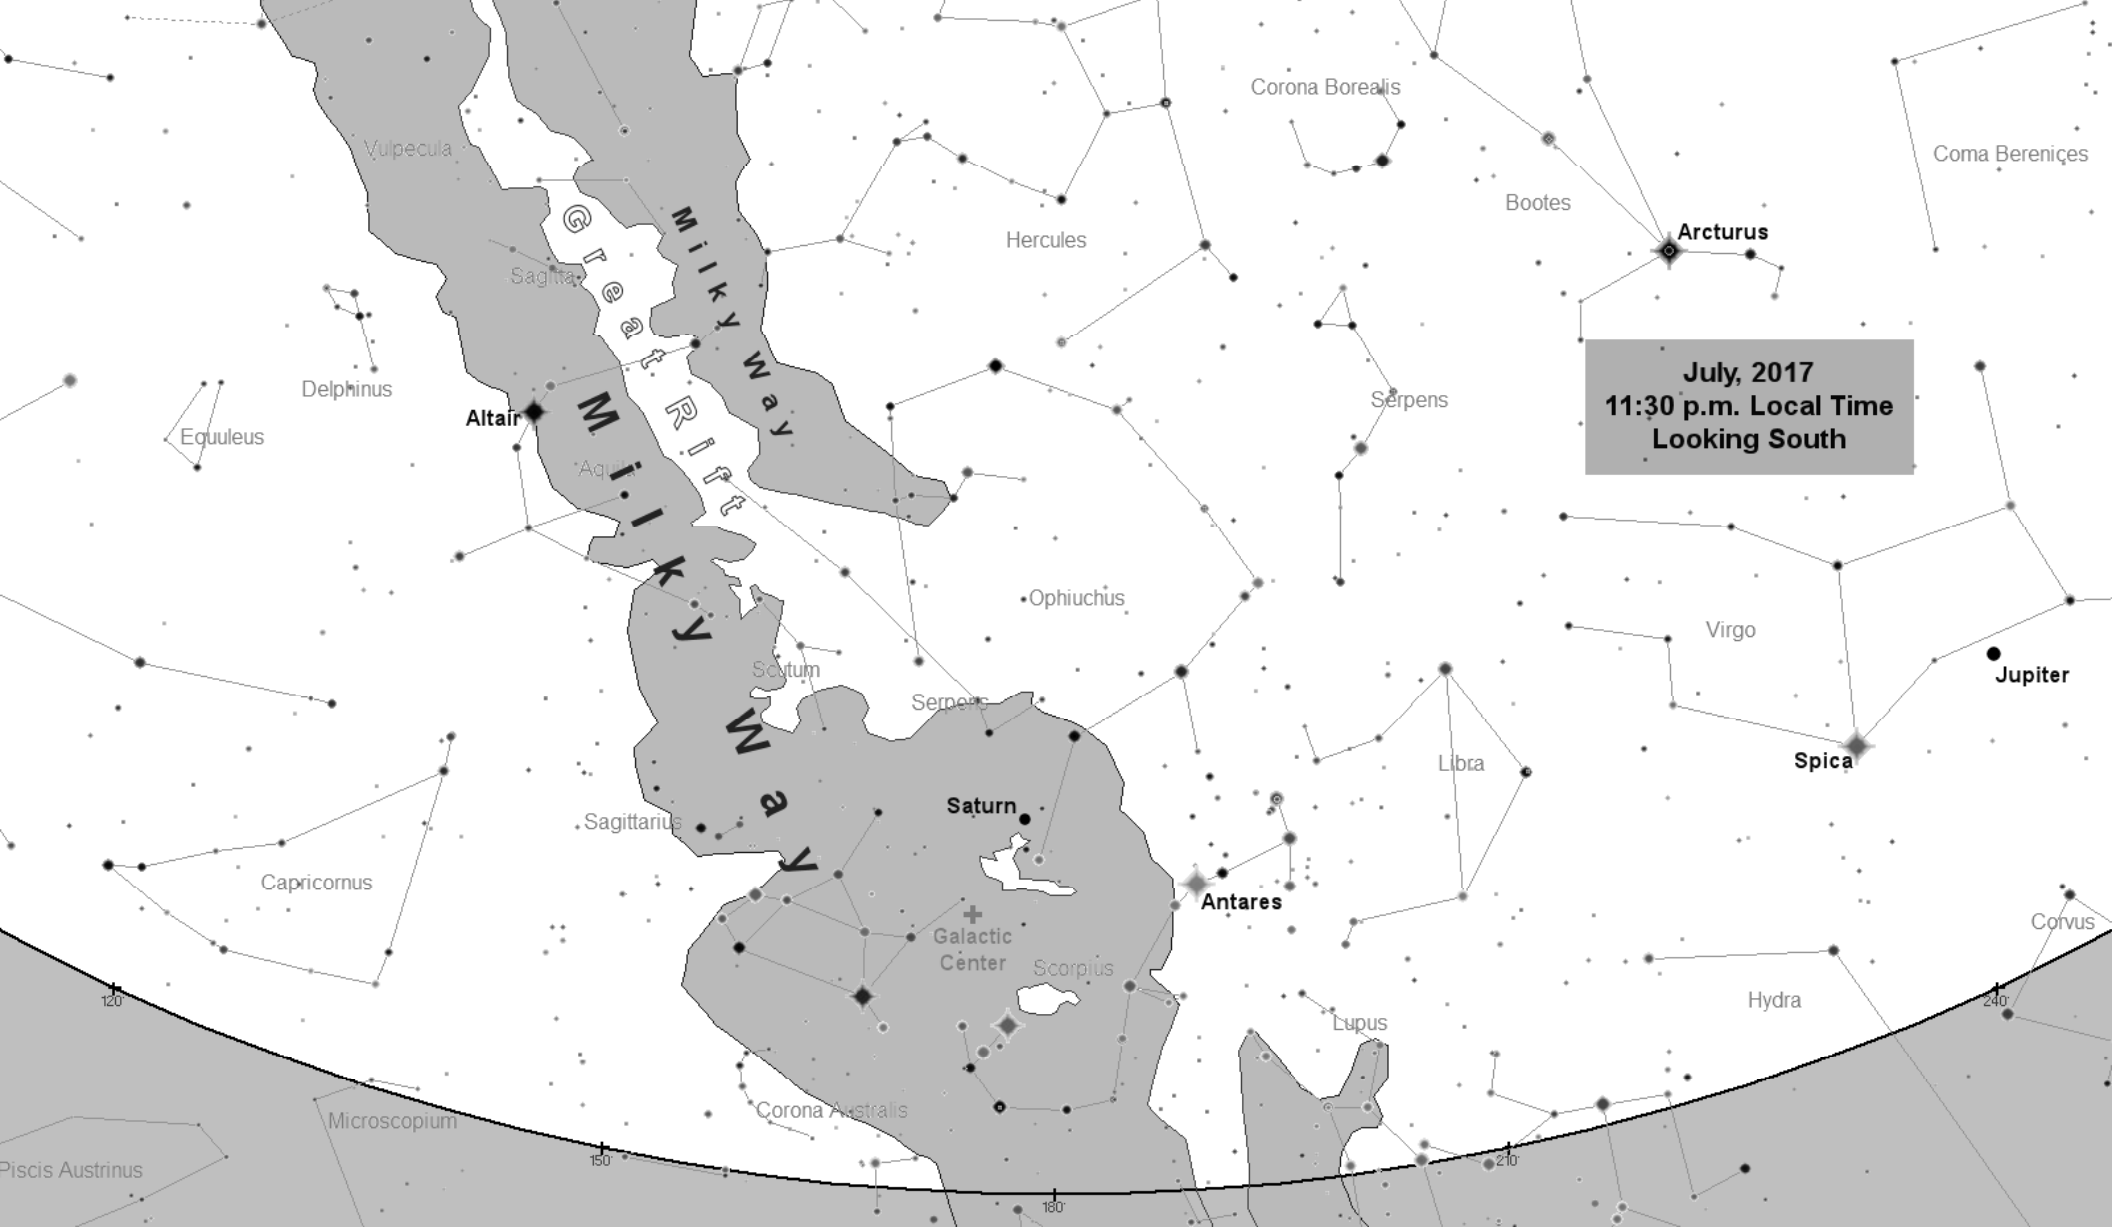 Corona Borealis
Vulpecula
Coma Berenices
Bootes
Arcturus
Hercules
Sagitta
Milky Way
Great Rift
Delphinus
Altair
Equuleus
Aquila
Serpens
July, 2017
11:30 p.m. Local Time
Looking South
Milky Way
Ophiuchus
Virgo
Scutum
Serpens
Jupiter
Libra
Spica
Saturn
Sagittarius
Capricornus
Antares
Galactic
Center
Scorpius
Corvus
Hydra
Lupus
120°
240°
Microscopium
Corona Australis
Piscis Austrinus
150°
210°
180°